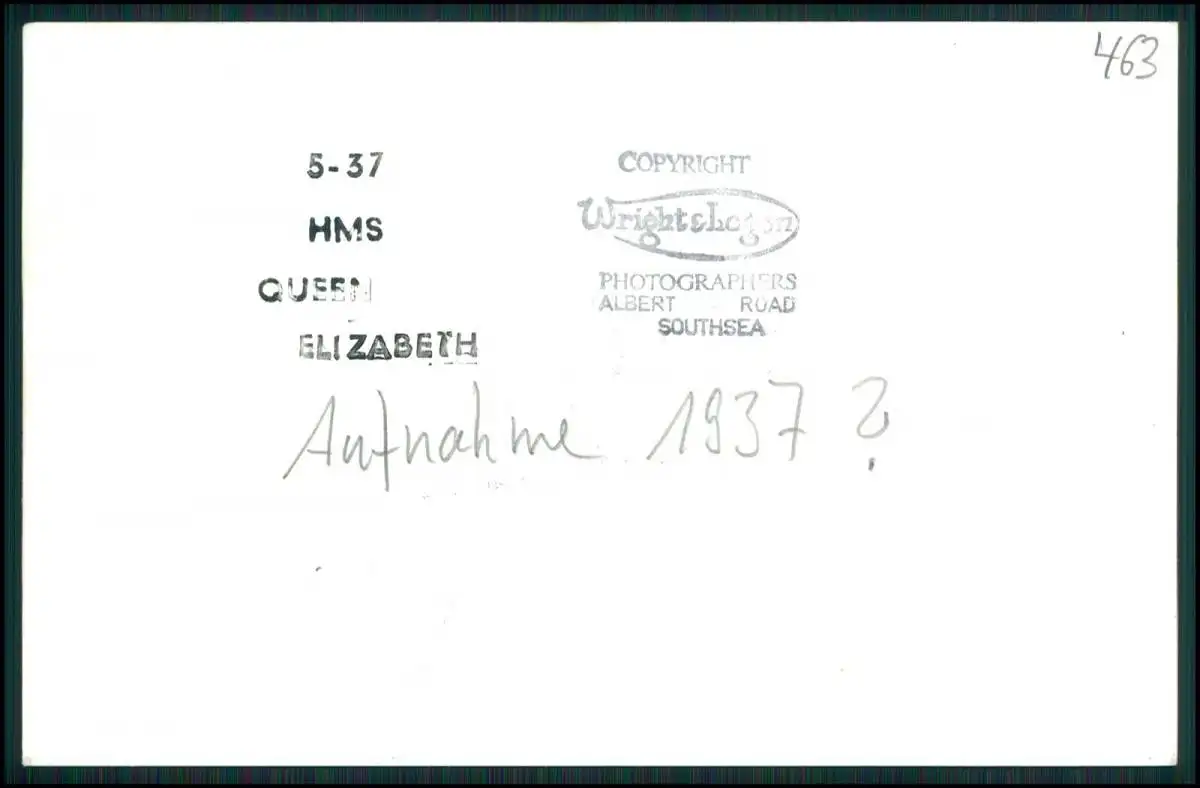 463
5-37
HMS
QUEEN
ELIZABETH
COPYRIGHT
Wright & Logan
PHOTOGRAPHERS
ALBERT ROAD
SOUTHSEA
Aufnahme 1937 ?